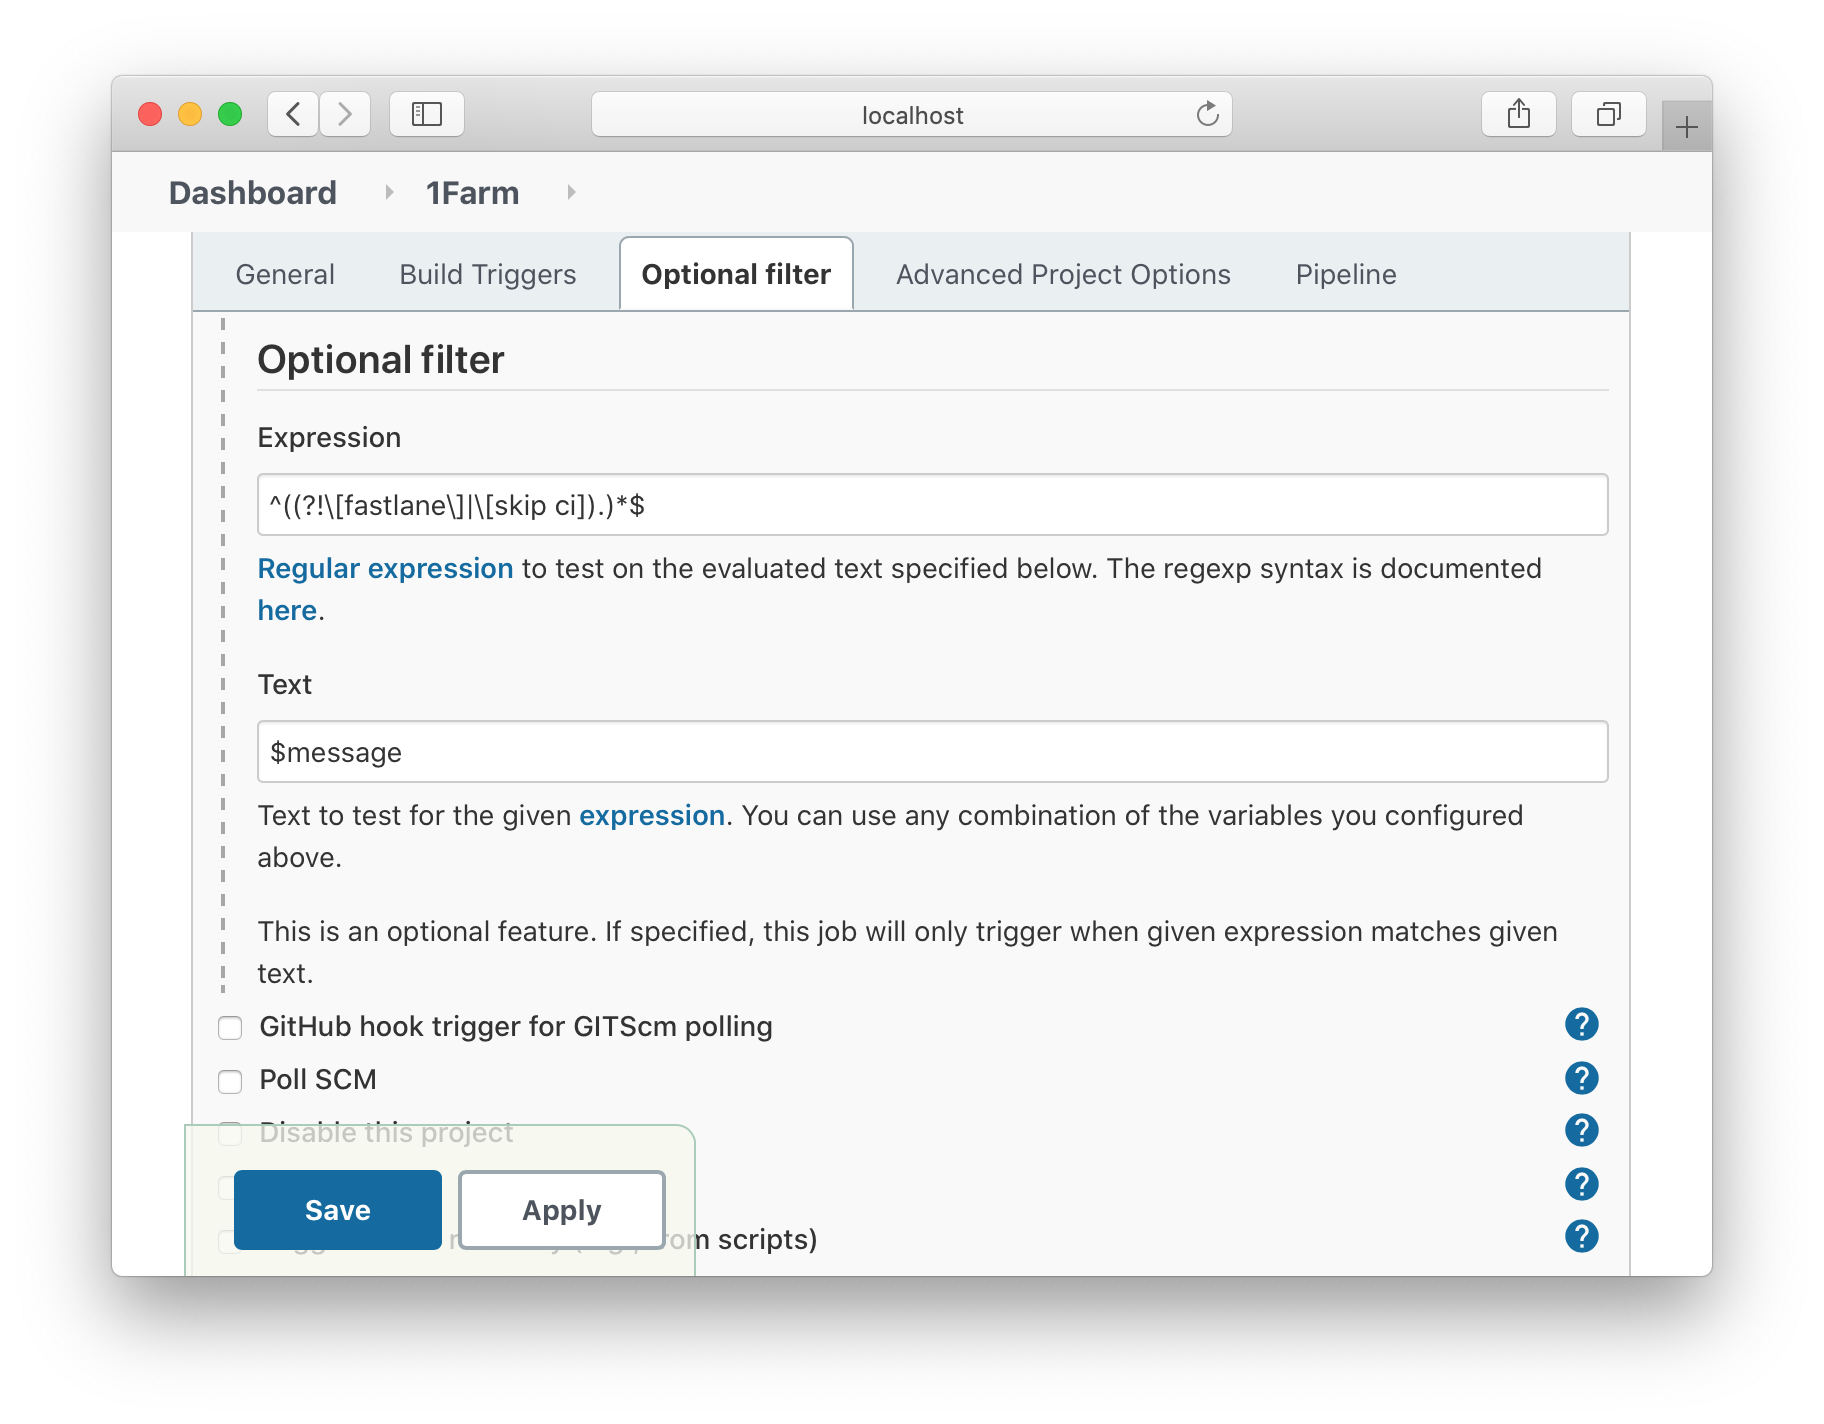 localhost
Dashboard 1Farm
General Build Triggers Optional filter Advanced Project Options Pipeline
Optional filter
Expression
^((?!\[fastlane\]|\[skip ci]).)*$
Regular expression to test on the evaluated text specified below. The regexp syntax is documented
here.
Text
$message
Text to test for the given expression. You can use any combination of the variables you configured
above.
This is an optional feature. If specified, this job will only trigger when given expression matches given
text.
GitHub hook trigger for GITScm polling
Poll SCM
Disable this project
Save Apply
scripts)